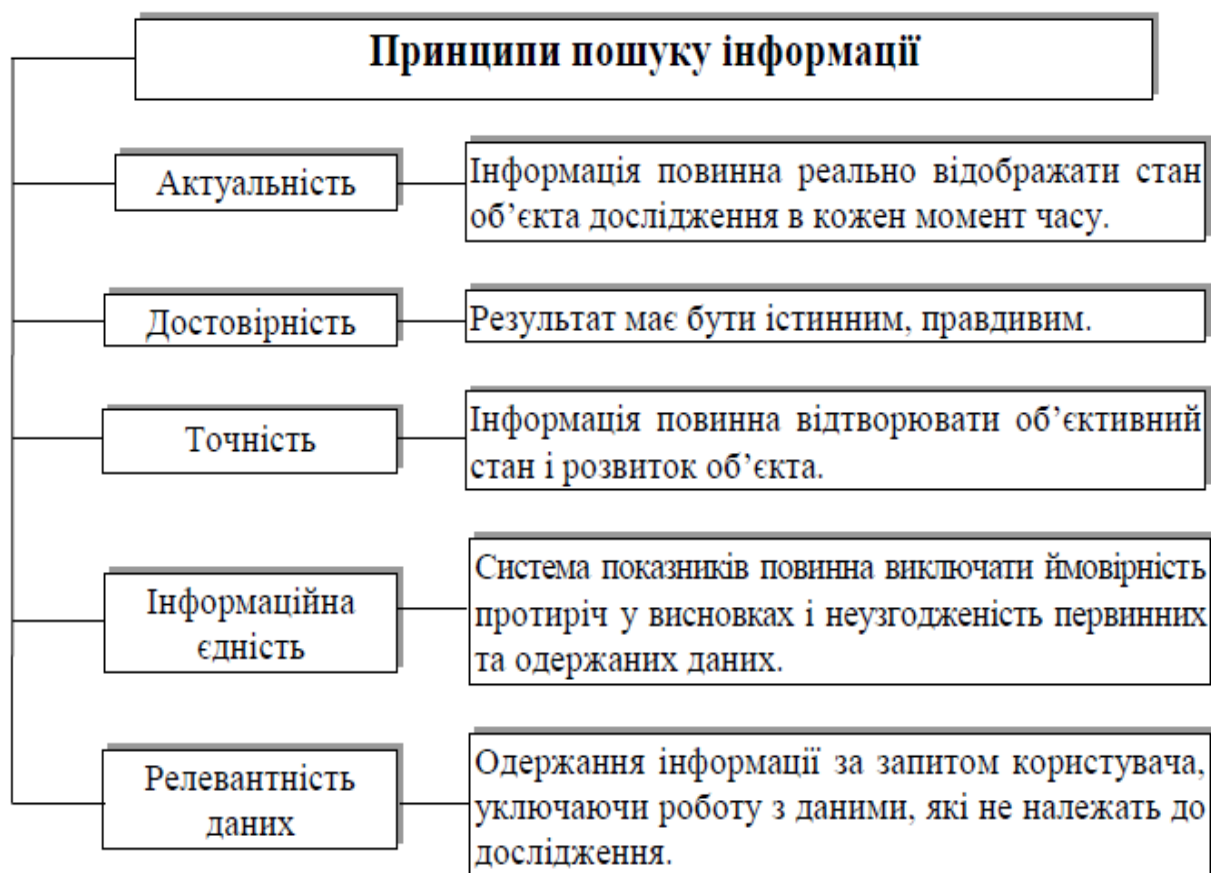 Принципи пошуку інформації
Актуальність
Інформація повинна реально відображати стан
об’єкта дослідження в кожен момент часу.
Достовірність
Результат має бути істинним, правдивим.
Точність
Інформація повинна відтворювати об’єктивний
стан і розвиток об’єкта.
Інформаційна
єдність
Система показників повинна виключати ймовірність
протиріч у висновках і неузгодженість первинних
та одержаних даних.
Релевантність
даних
Одержання інформації за запитом користувача,
уключаючи роботу з даними, які не належать до
дослідження.